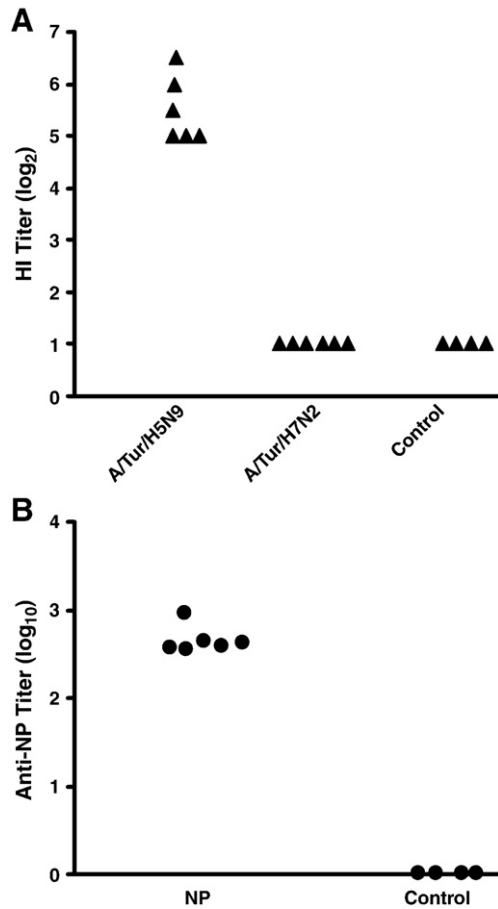 A
HI Titer (log2)
7
6
5
4
3
2
1
0
A/Tur/H5N9
A/Tur/H7N2
Control
B
Anti-NP Titer (log10)
4
3
2
1
0
NP
Control